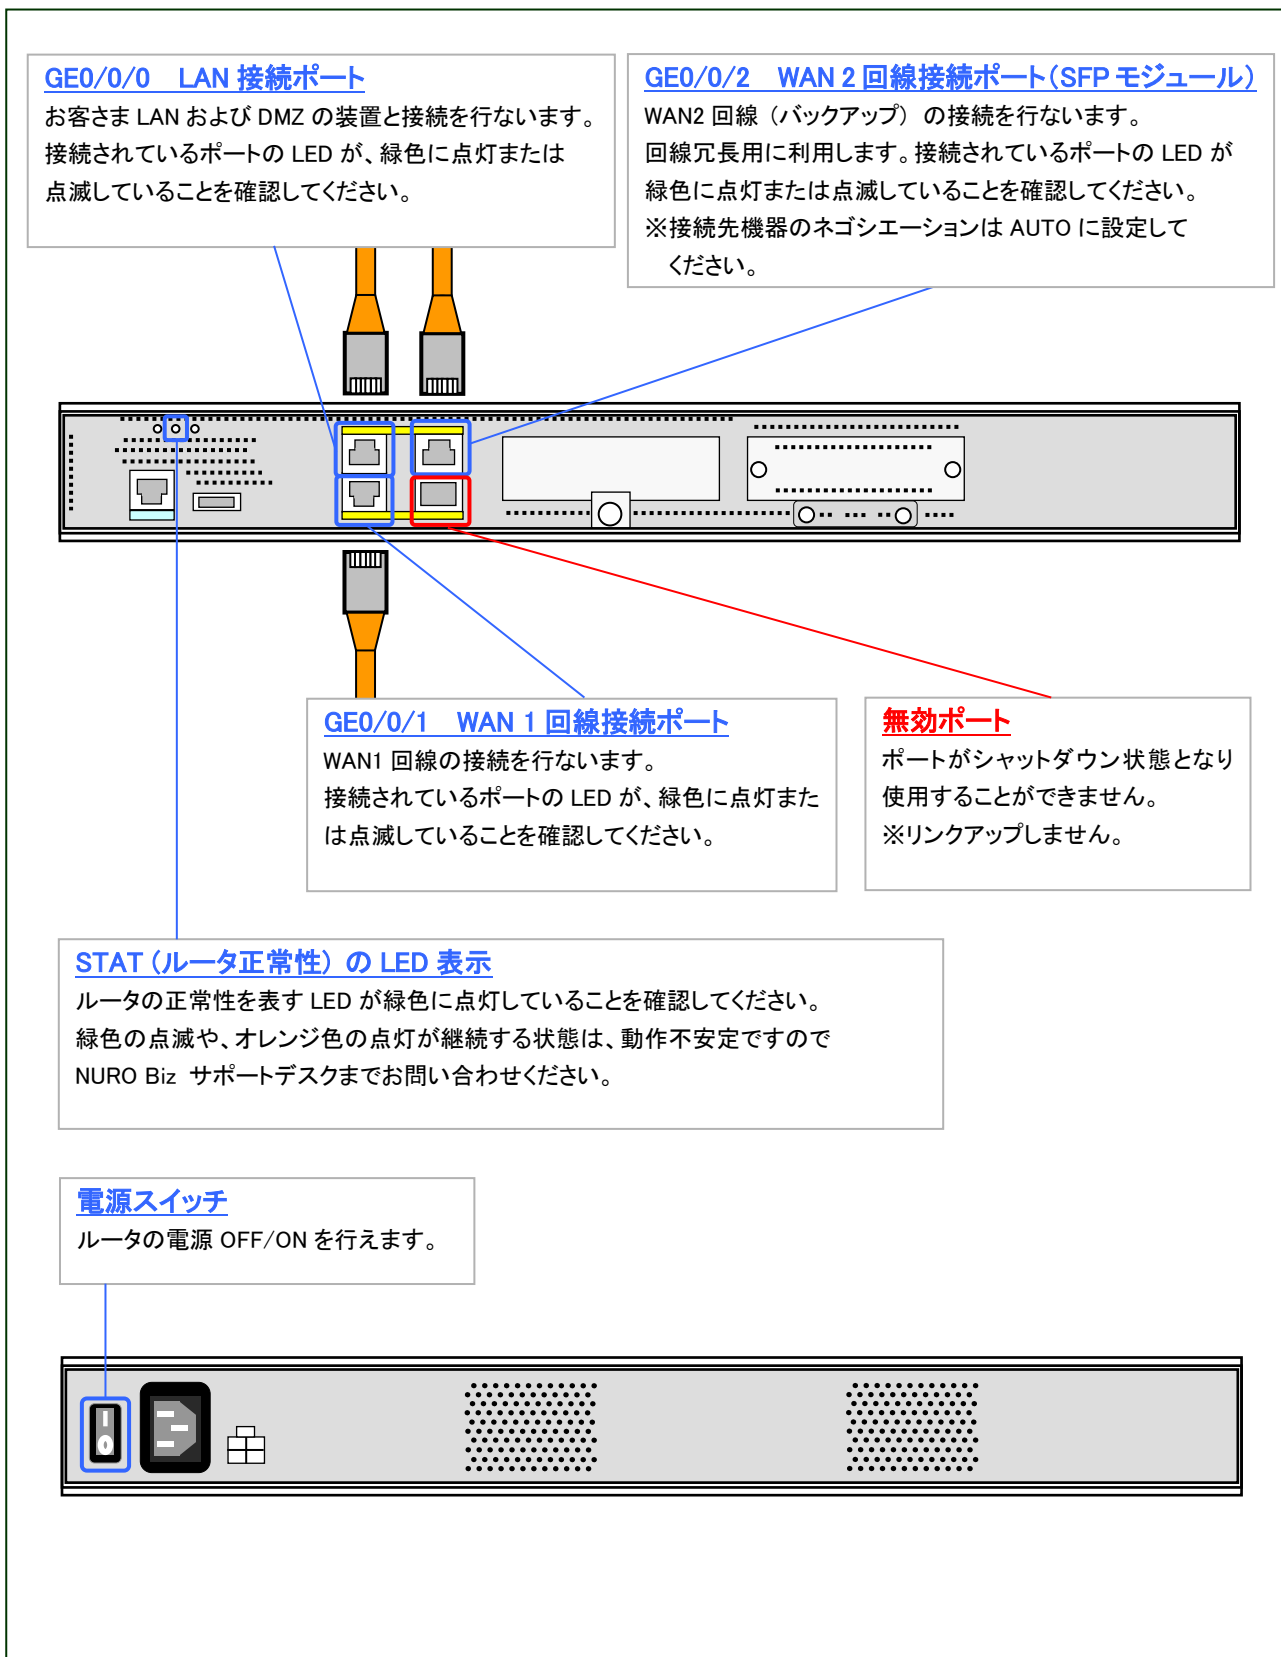 GE0/0/0　LAN 接続ポート
お客さま LAN および DMZ の装置と接続を行ないます。
接続されているポートの LED が、緑色に点灯または
点滅していることを確認してください。
GE0/0/2　WAN 2 回線接続ポート(SFP モジュール)
WAN2 回線（バックアップ）の接続を行ないます。
回線冗長用に利用します。接続されているポートの LED が
緑色に点灯または点滅していることを確認してください。
※接続先機器のネゴシエーションは AUTO に設定して
ください。
GE0/0/1　WAN 1 回線接続ポート
WAN1 回線の接続を行ないます。
接続されているポートの LED が、緑色に点灯また
は点滅していることを確認してください。
無効ポート
ポートがシャットダウン状態となり
使用することができません。
※リンクアップしません。
STAT（ルータ正常性）の LED 表示
ルータの正常性を表す LED が緑色に点灯していることを確認してください。
緑色の点滅や、オレンジ色の点灯が継続する状態は、動作不安定ですので
NURO Biz サポートデスクまでお問い合わせください。
電源スイッチ
ルータの電源 OFF/ON を行えます。